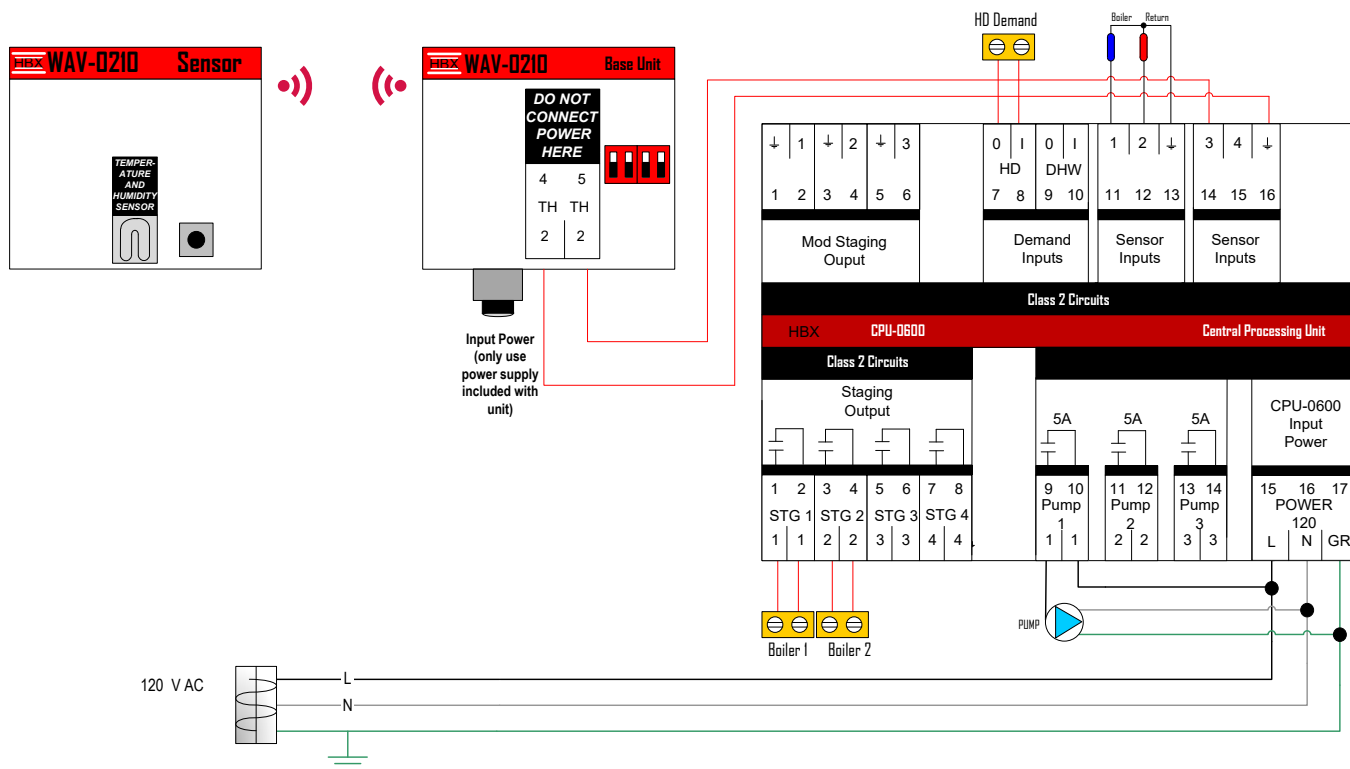 HD Demand
Boiler Return
HBX WAV-0210 Sensor
HBX WAV-0210 Base Unit
DO NOT
CONNECT
POWER
HERE
TEMPER-
ATURE
AND
HUMIDITY
SENSOR
4 5
TH TH
2 2
Input Power
(only use
power supply
included with
unit)
1 2 3
0 I 0 I
HD DHW
1 2
3 4
1 2 3 4 5 6
7 8 9 10
11 12 13
14 15 16
Mod Staging
Ouput
Demand
Inputs
Sensor
Inputs
Sensor
Inputs
Class 2 Circuits
HBX CPU-0600 Central Processing Unit
Class 2 Circuits
Staging
Output
5A 5A 5A
CPU-0600
Input
Power
1 2 3 4 5 6 7 8
STG 1 STG 2 STG 3 STG 4
1 1 2 2 3 3 4 4
9 10
Pump
1
1 1
11 12
Pump
2
2 2
13 14
Pump
3
3 3
15 16 17
POWER
120
L N GR
Boiler 1 Boiler 2
PUMP
120 V AC
L
N